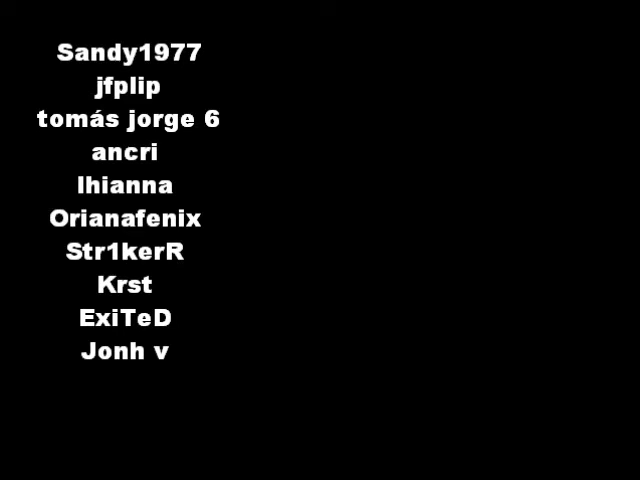 Sandy1977
jfplip
tomás jorge 6
ancri
lhianna
Orianafenix
Str1kerR
Krst
ExiTeD
Jonh v